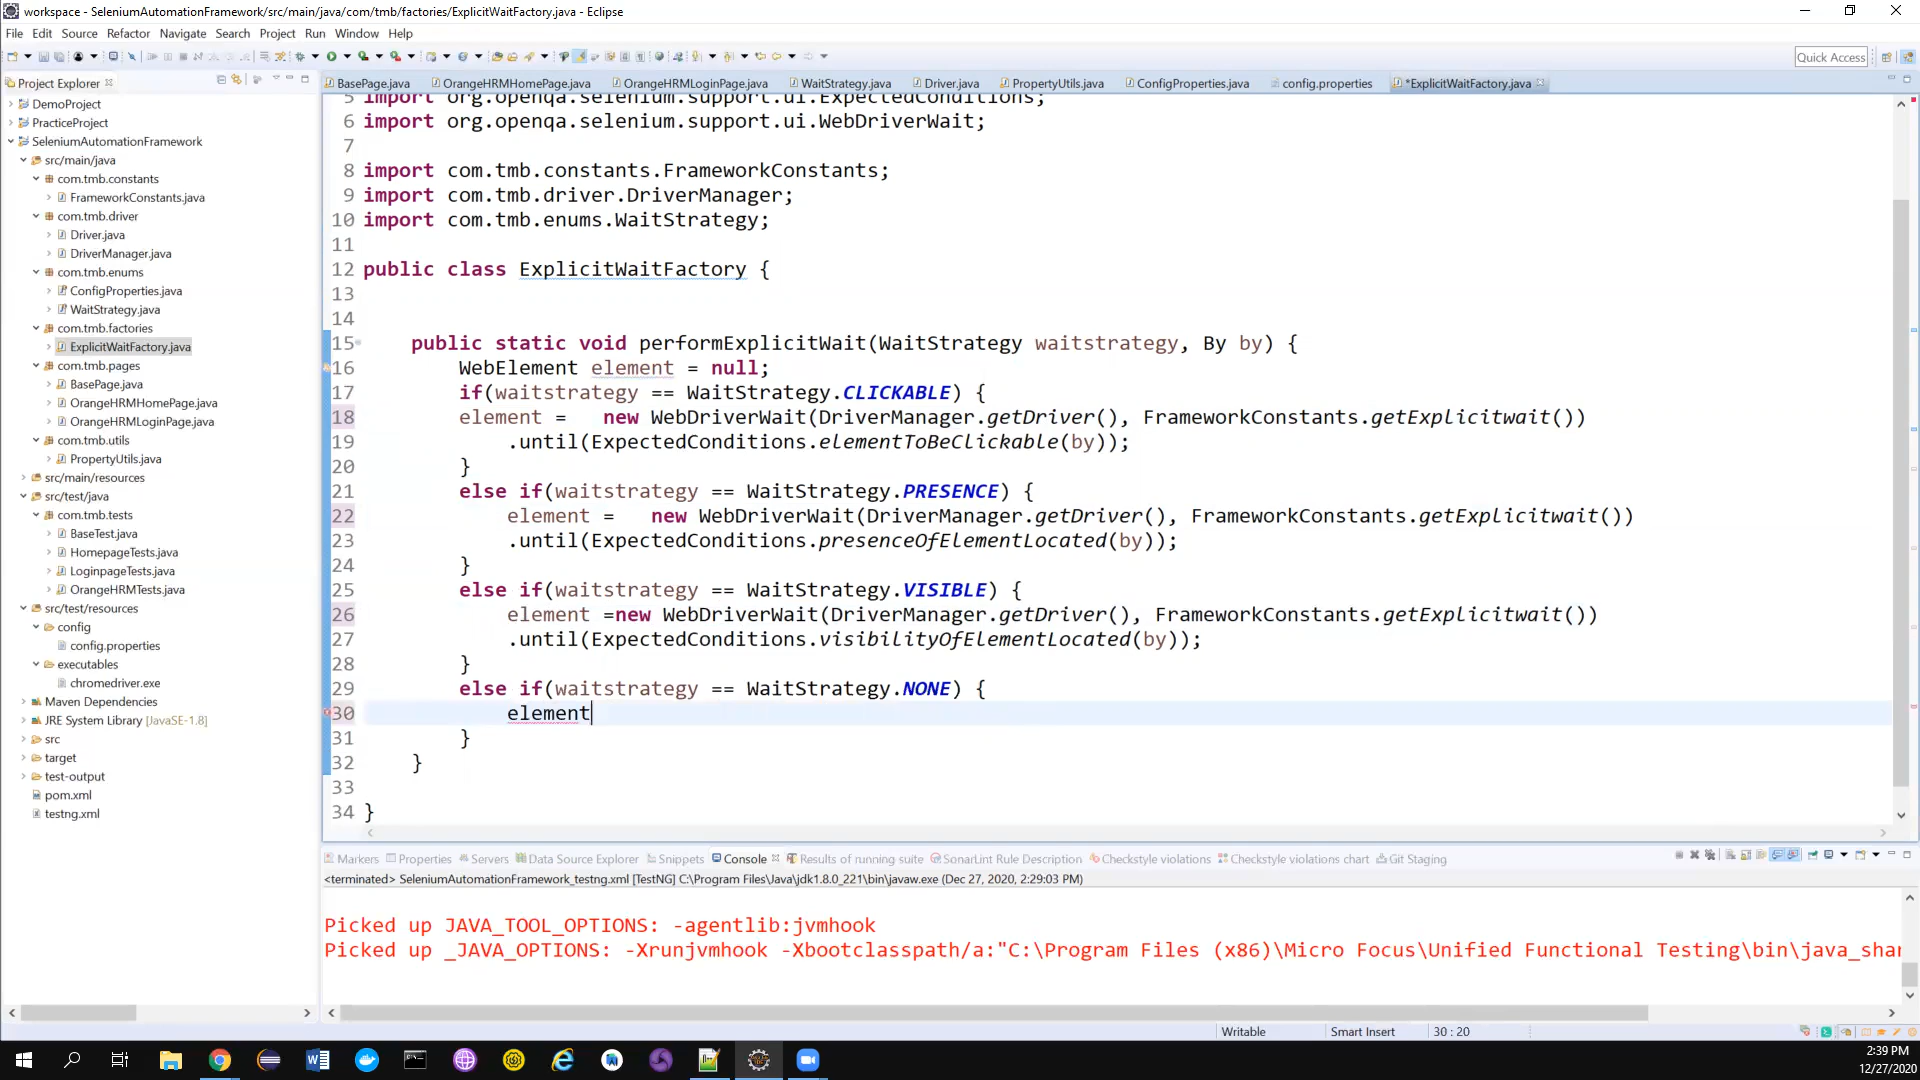 workspace - SeleniumAutomationFramework/src/main/java/com/tmb/factories/ExplicitWaitFactory.java - Eclipse
File Edit Source Refactor Navigate Search Project Run Window Help
Quick Access
Project Explorer
BasePage.java OrangeHRMHomePage.java OrangeHRMLoginPage.java WaitStrategy.java Driver.java PropertyUtils.java ConfigProperties.java config.properties *ExplicitWaitFactory.java
DemoProject
PracticeProject
SeleniumAutomationFramework
src/main/java
com.tmb.constants
FrameworkConstants.java
com.tmb.driver
Driver.java
DriverManager.java
com.tmb.enums
ConfigProperties.java
WaitStrategy.java
com.tmb.factories
ExplicitWaitFactory.java
com.tmb.pages
BasePage.java
OrangeHRMHomePage.java
OrangeHRMLoginPage.java
com.tmb.utils
PropertyUtils.java
src/main/resources
src/test/java
com.tmb.tests
BaseTest.java
HomepageTests.java
LoginpageTests.java
OrangeHRMTests.java
src/test/resources
config
config.properties
executables
chromedriver.exe
Maven Dependencies
JRE System Library [JavaSE-1.8]
src
target
test-output
pom.xml
testng.xml
5 import org.openqa.selenium.support.ui.ExpectedConditions;
6 import org.openqa.selenium.support.ui.WebDriverWait;
7
8 import com.tmb.constants.FrameworkConstants;
9 import com.tmb.driver.DriverManager;
10 import com.tmb.enums.WaitStrategy;
11
12 public class ExplicitWaitFactory {
13
14
15 public static void performExplicitWait(WaitStrategy waitstrategy, By by) {
16 WebElement element = null;
17 if(waitstrategy == WaitStrategy.CLICKABLE) {
18 element = new WebDriverWait(DriverManager.getDriver(), FrameworkConstants.getExplicitwait())
19 .until(ExpectedConditions.elementToBeClickable(by));
20 }
21 else if(waitstrategy == WaitStrategy.PRESENCE) {
22 element = new WebDriverWait(DriverManager.getDriver(), FrameworkConstants.getExplicitwait())
23 .until(ExpectedConditions.presenceOfElementLocated(by));
24 }
25 else if(waitstrategy == WaitStrategy.VISIBLE) {
26 element =new WebDriverWait(DriverManager.getDriver(), FrameworkConstants.getExplicitwait())
27 .until(ExpectedConditions.visibilityOfElementLocated(by));
28 }
29 else if(waitstrategy == WaitStrategy.NONE) {
30 element
31 }
32 }
33
34 }
Markers Properties Servers Data Source Explorer Snippets Console Results of running suite SonarLint Rule Description Checkstyle violations Checkstyle violations chart Git Staging
<terminated> SeleniumAutomationFramework_testng.xml [TestNG] C:\Program Files\Java\jdk1.8.0_221\bin\javaw.exe (Dec 27, 2020, 2:29:03 PM)
Picked up JAVA_TOOL_OPTIONS: -agentlib:jvmhook
Picked up _JAVA_OPTIONS: -Xrunjvmhook -Xbootclasspath/a:"C:\Program Files (x86)\Micro Focus\Unified Functional Testing\bin\java_shar
Writable Smart Insert 30 : 20
2:39 PM
12/27/2020